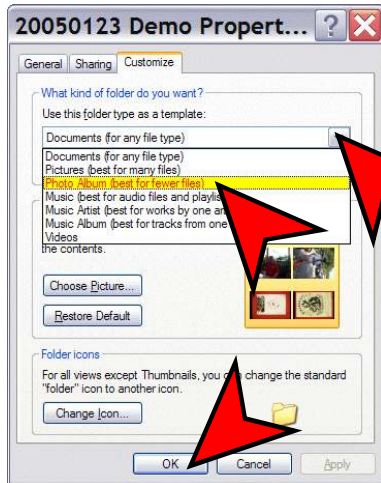 20050123 Demo Propert...
General Sharing Customize
What kind of folder do you want?
Use this folder type as a template:
Documents (for any file type)
Documents (for any file type)
Pictures (best for many files)
Photo Album (best for fewer files)
Music (best for audio files and playlis
Music Artist (best for works by one an
Music Album (best for tracks from one
Videos
the contents.
Choose Picture...
Restore Default
Folder icons
For all views except Thumbnails, you can change the standard
"folder" icon to another icon.
Change Icon...
OK Cancel Apply